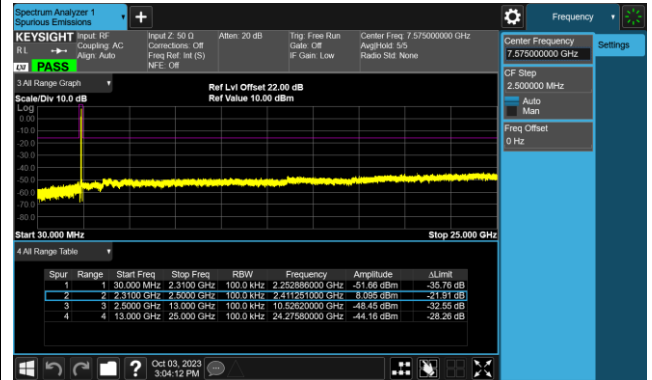 Spectrum Analyzer 1
Spurious Emissions
Frequency
KEYSIGHT Input: RF Input Z: 50 Ω Atten: 20 dB Trig: Free Run Center Freq: 7.575000000 GHz
RL Coupling: AC Corrections: Off Gate: Off Avg|Hold: 5/5
Align: Auto Freq Ref: Int (S) IF Gain: Low Radio Std: None
NFE: Off
LXI PASS
3 All Range Graph
Ref Lvl Offset 22.00 dB
Scale/Div 10.0 dB Ref Value 10.00 dBm
Log
0.00
-10.0
-20.0
-30.0
-40.0
-50.0
-60.0
-70.0
-80.0
Start 30.000 MHz Stop 25.000 GHz
4 All Range Table
Spur Range Start Freq Stop Freq RBW Frequency Amplitude ΔLimit
1 1 30.000 MHz 2.3100 GHz 100.0 kHz 2.252886000 GHz -51.66 dBm -35.76 dB
2 2 2.3100 GHz 2.5000 GHz 100.0 kHz 2.411251000 GHz 8.095 dBm -21.91 dB
3 3 2.5000 GHz 13.000 GHz 100.0 kHz 10.52620000 GHz -48.45 dBm -32.55 dB
4 4 13.000 GHz 25.000 GHz 100.0 kHz 24.27580000 GHz -44.16 dBm -28.26 dB
Oct 03, 2023
3:04:12 PM
Center Frequency
7.575000000 GHz
Settings
CF Step
2.500000 MHz
Auto
Man
Freq Offset
0 Hz